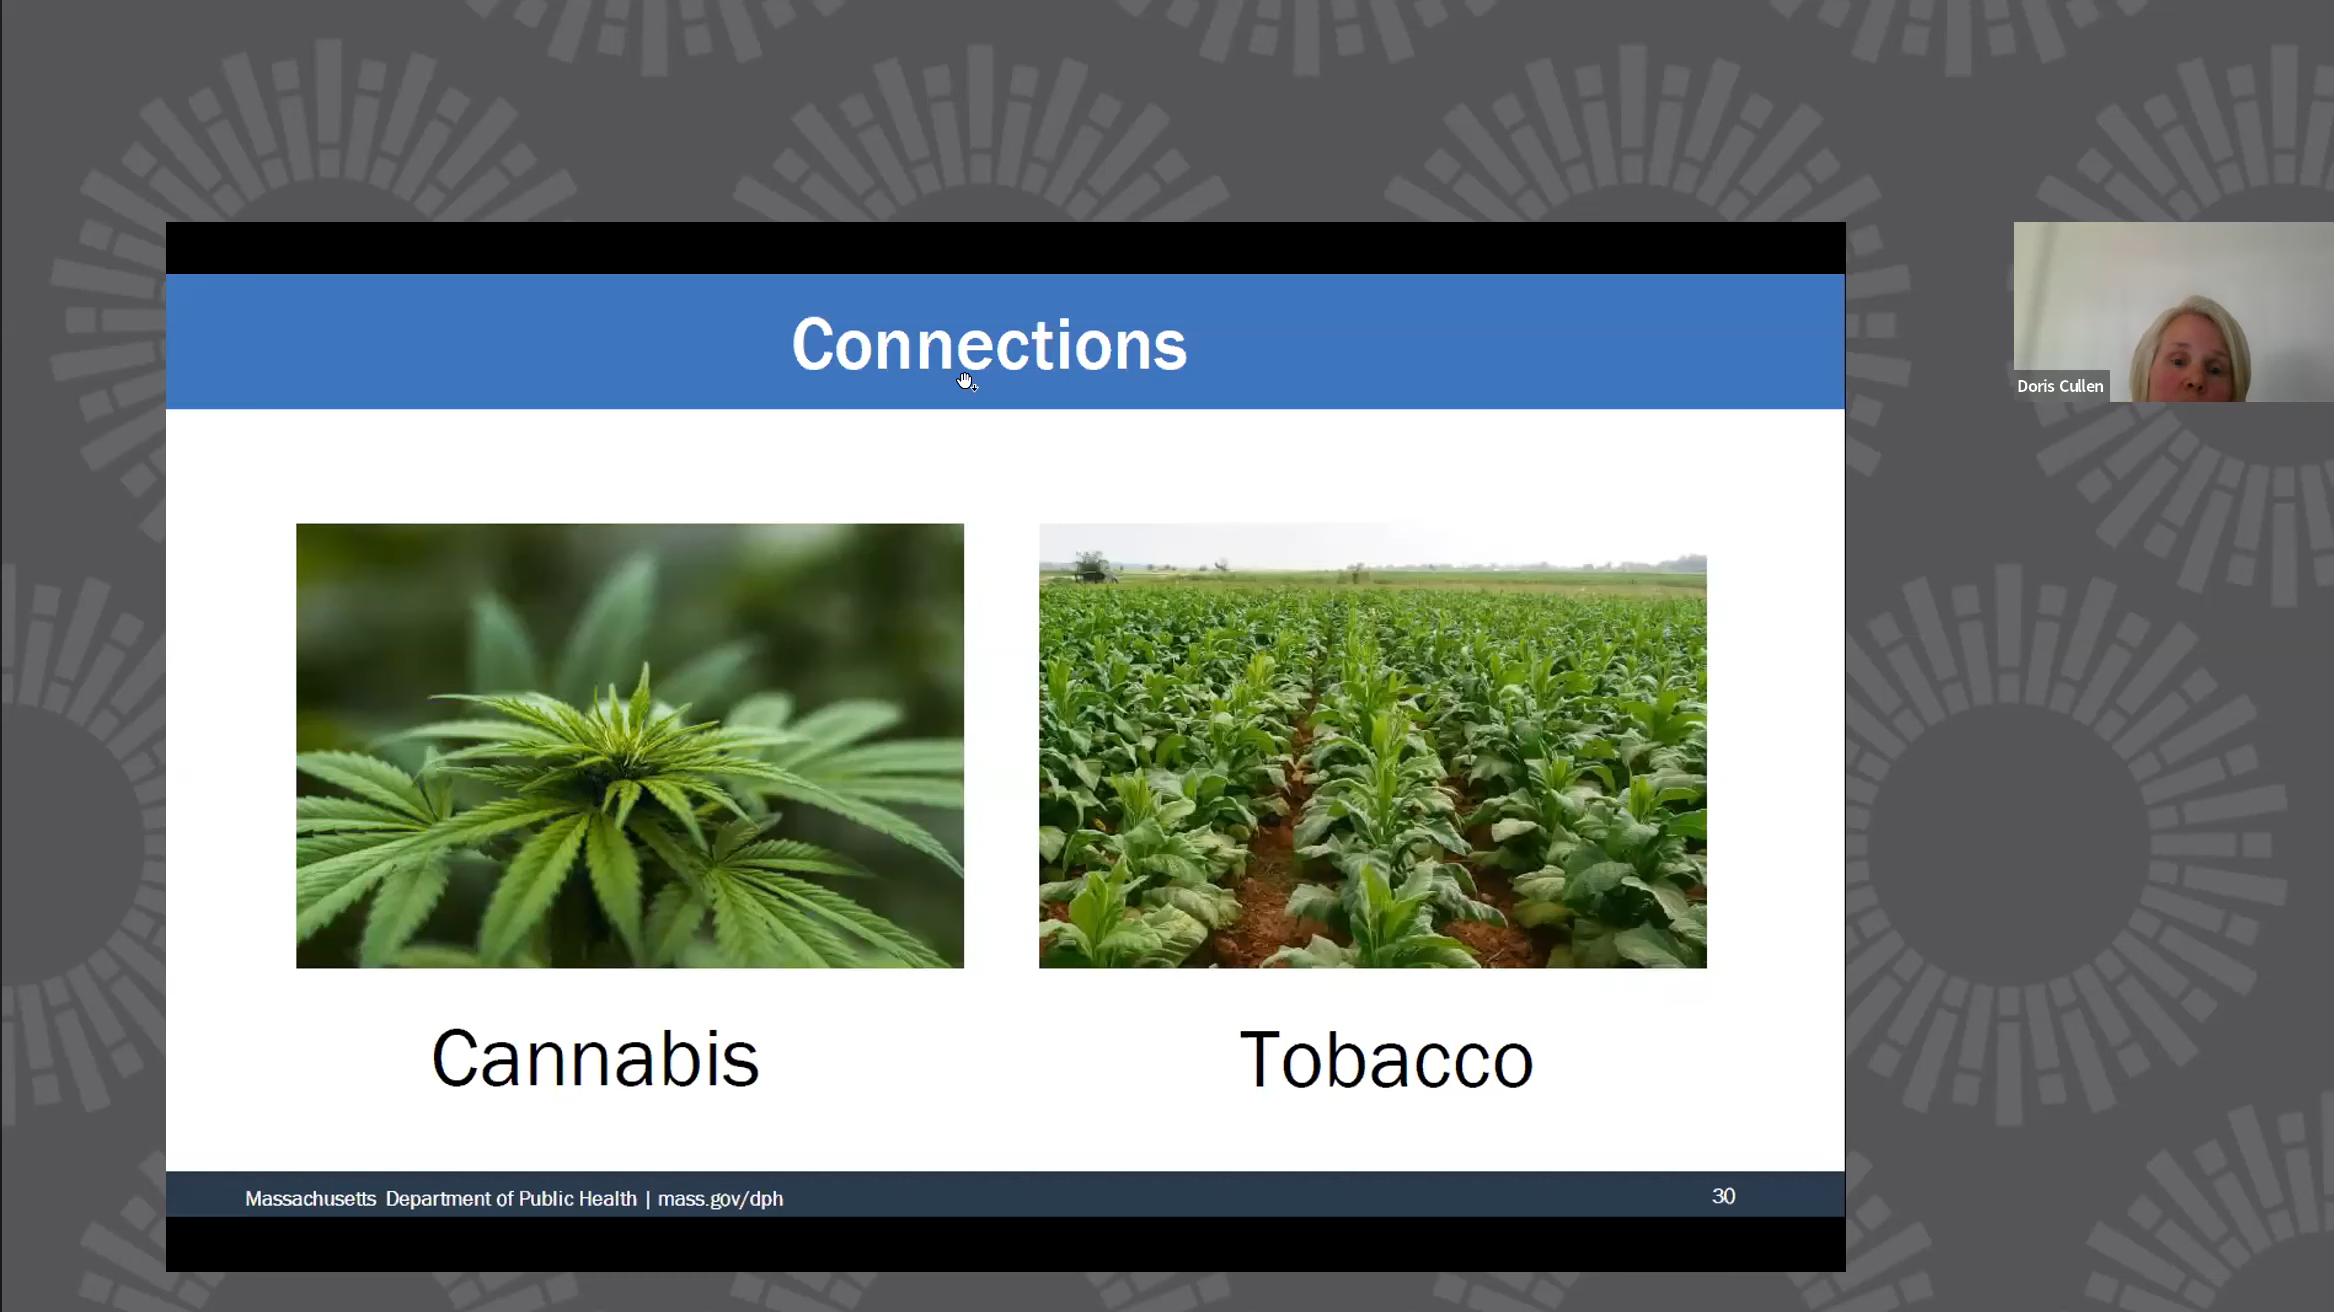 Connections
Doris Cullen
Cannabis
Tobacco
Massachusetts Department of Public Health | mass.gov/dph
30